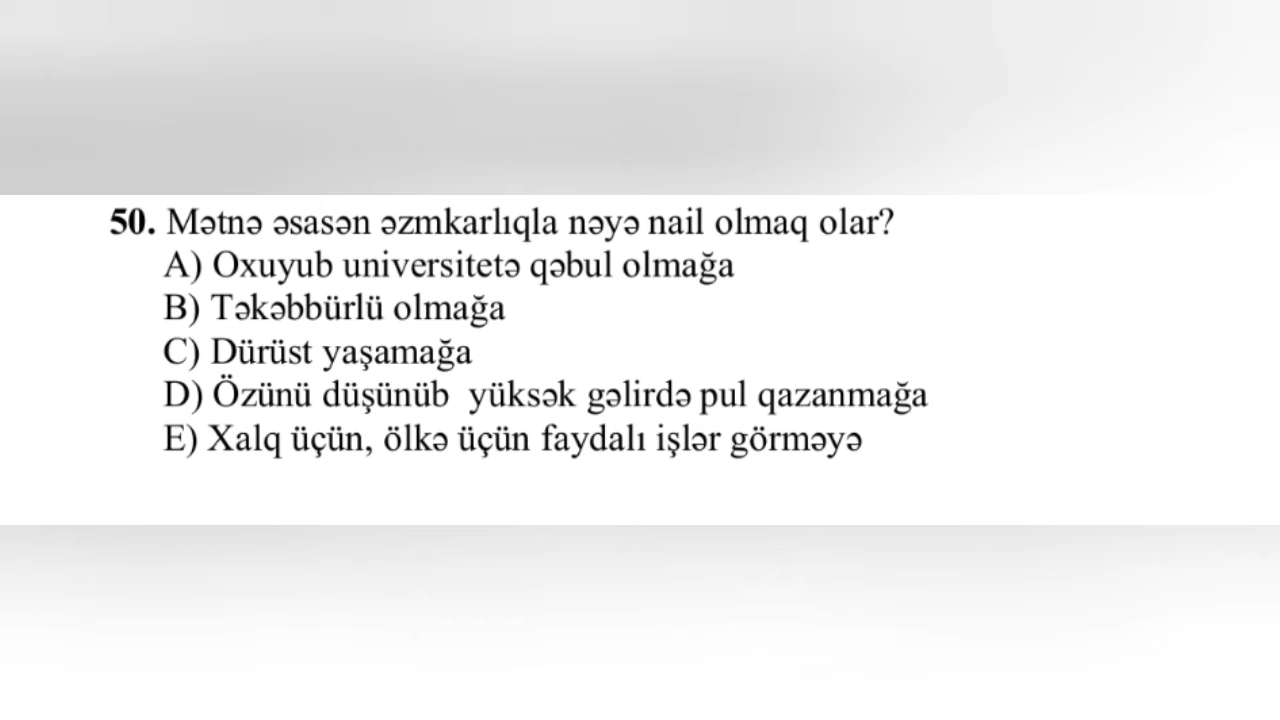 50. Mətnə əsasən əzmkarlıqla nəyə nail olmaq olar?
A) Oxuyub universitetə qəbul olmağa
B) Təkəbbürlü olmağa
C) Dürüst yaşamağa
D) Özünü düşünüb yüksək gəlirdə pul qazanmağa
E) Xalq üçün, ölkə üçün faydalı işlər görməyə